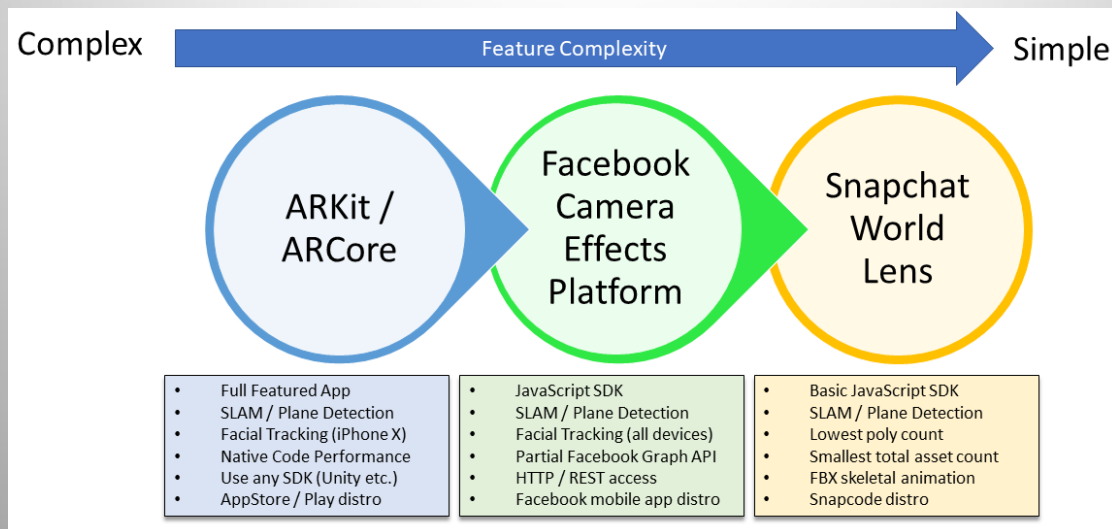 Complex
Feature Complexity
Simple
ARKit /
ARCore
Facebook
Camera
Effects
Platform
Snapchat
World
Lens
• Full Featured App
• SLAM / Plane Detection
• Facial Tracking (iPhone X)
• Native Code Performance
• Use any SDK (Unity etc.)
• AppStore / Play distro
• JavaScript SDK
• SLAM / Plane Detection
• Facial Tracking (all devices)
• Partial Facebook Graph API
• HTTP / REST access
• Facebook mobile app distro
• Basic JavaScript SDK
• SLAM / Plane Detection
• Lowest poly count
• Smallest total asset count
• FBX skeletal animation
• Snapcode distro